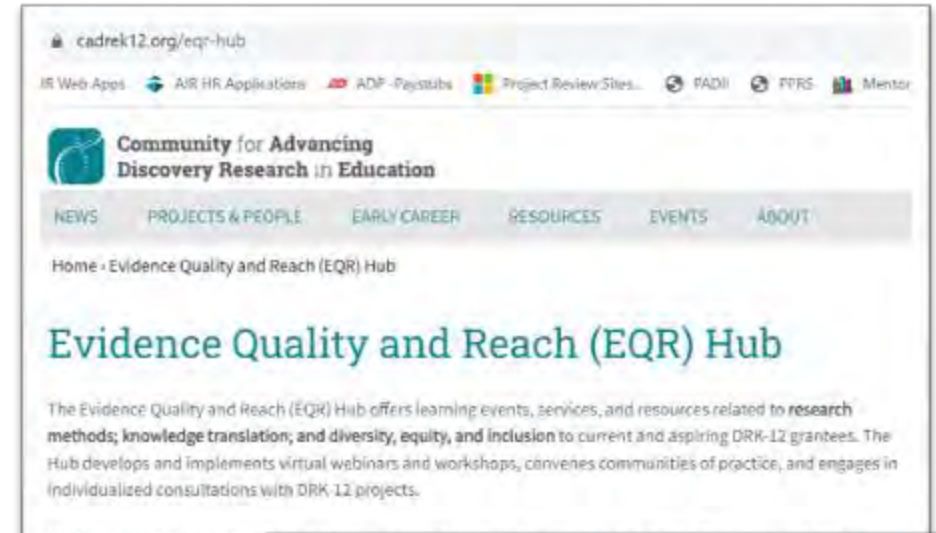 cadrek12.org/eqr-hub
IR Web Apps AIR HR Applications ADP -Paystubs Project Review Sites... PADII PPRS Mentor
Community for Advancing
Discovery Research in Education
NEWS PROJECTS & PEOPLE EARLY CAREER RESOURCES EVENTS ABOUT
Home › Evidence Quality and Reach (EQR) Hub
Evidence Quality and Reach (EQR) Hub
The Evidence Quality and Reach (EQR) Hub offers learning events, services, and resources related to research
methods; knowledge translation; and diversity, equity, and inclusion to current and aspiring DRK-12 grantees. The
Hub develops and implements virtual webinars and workshops, convenes communities of practice, and engages in
individualized consultations with DRK-12 projects.